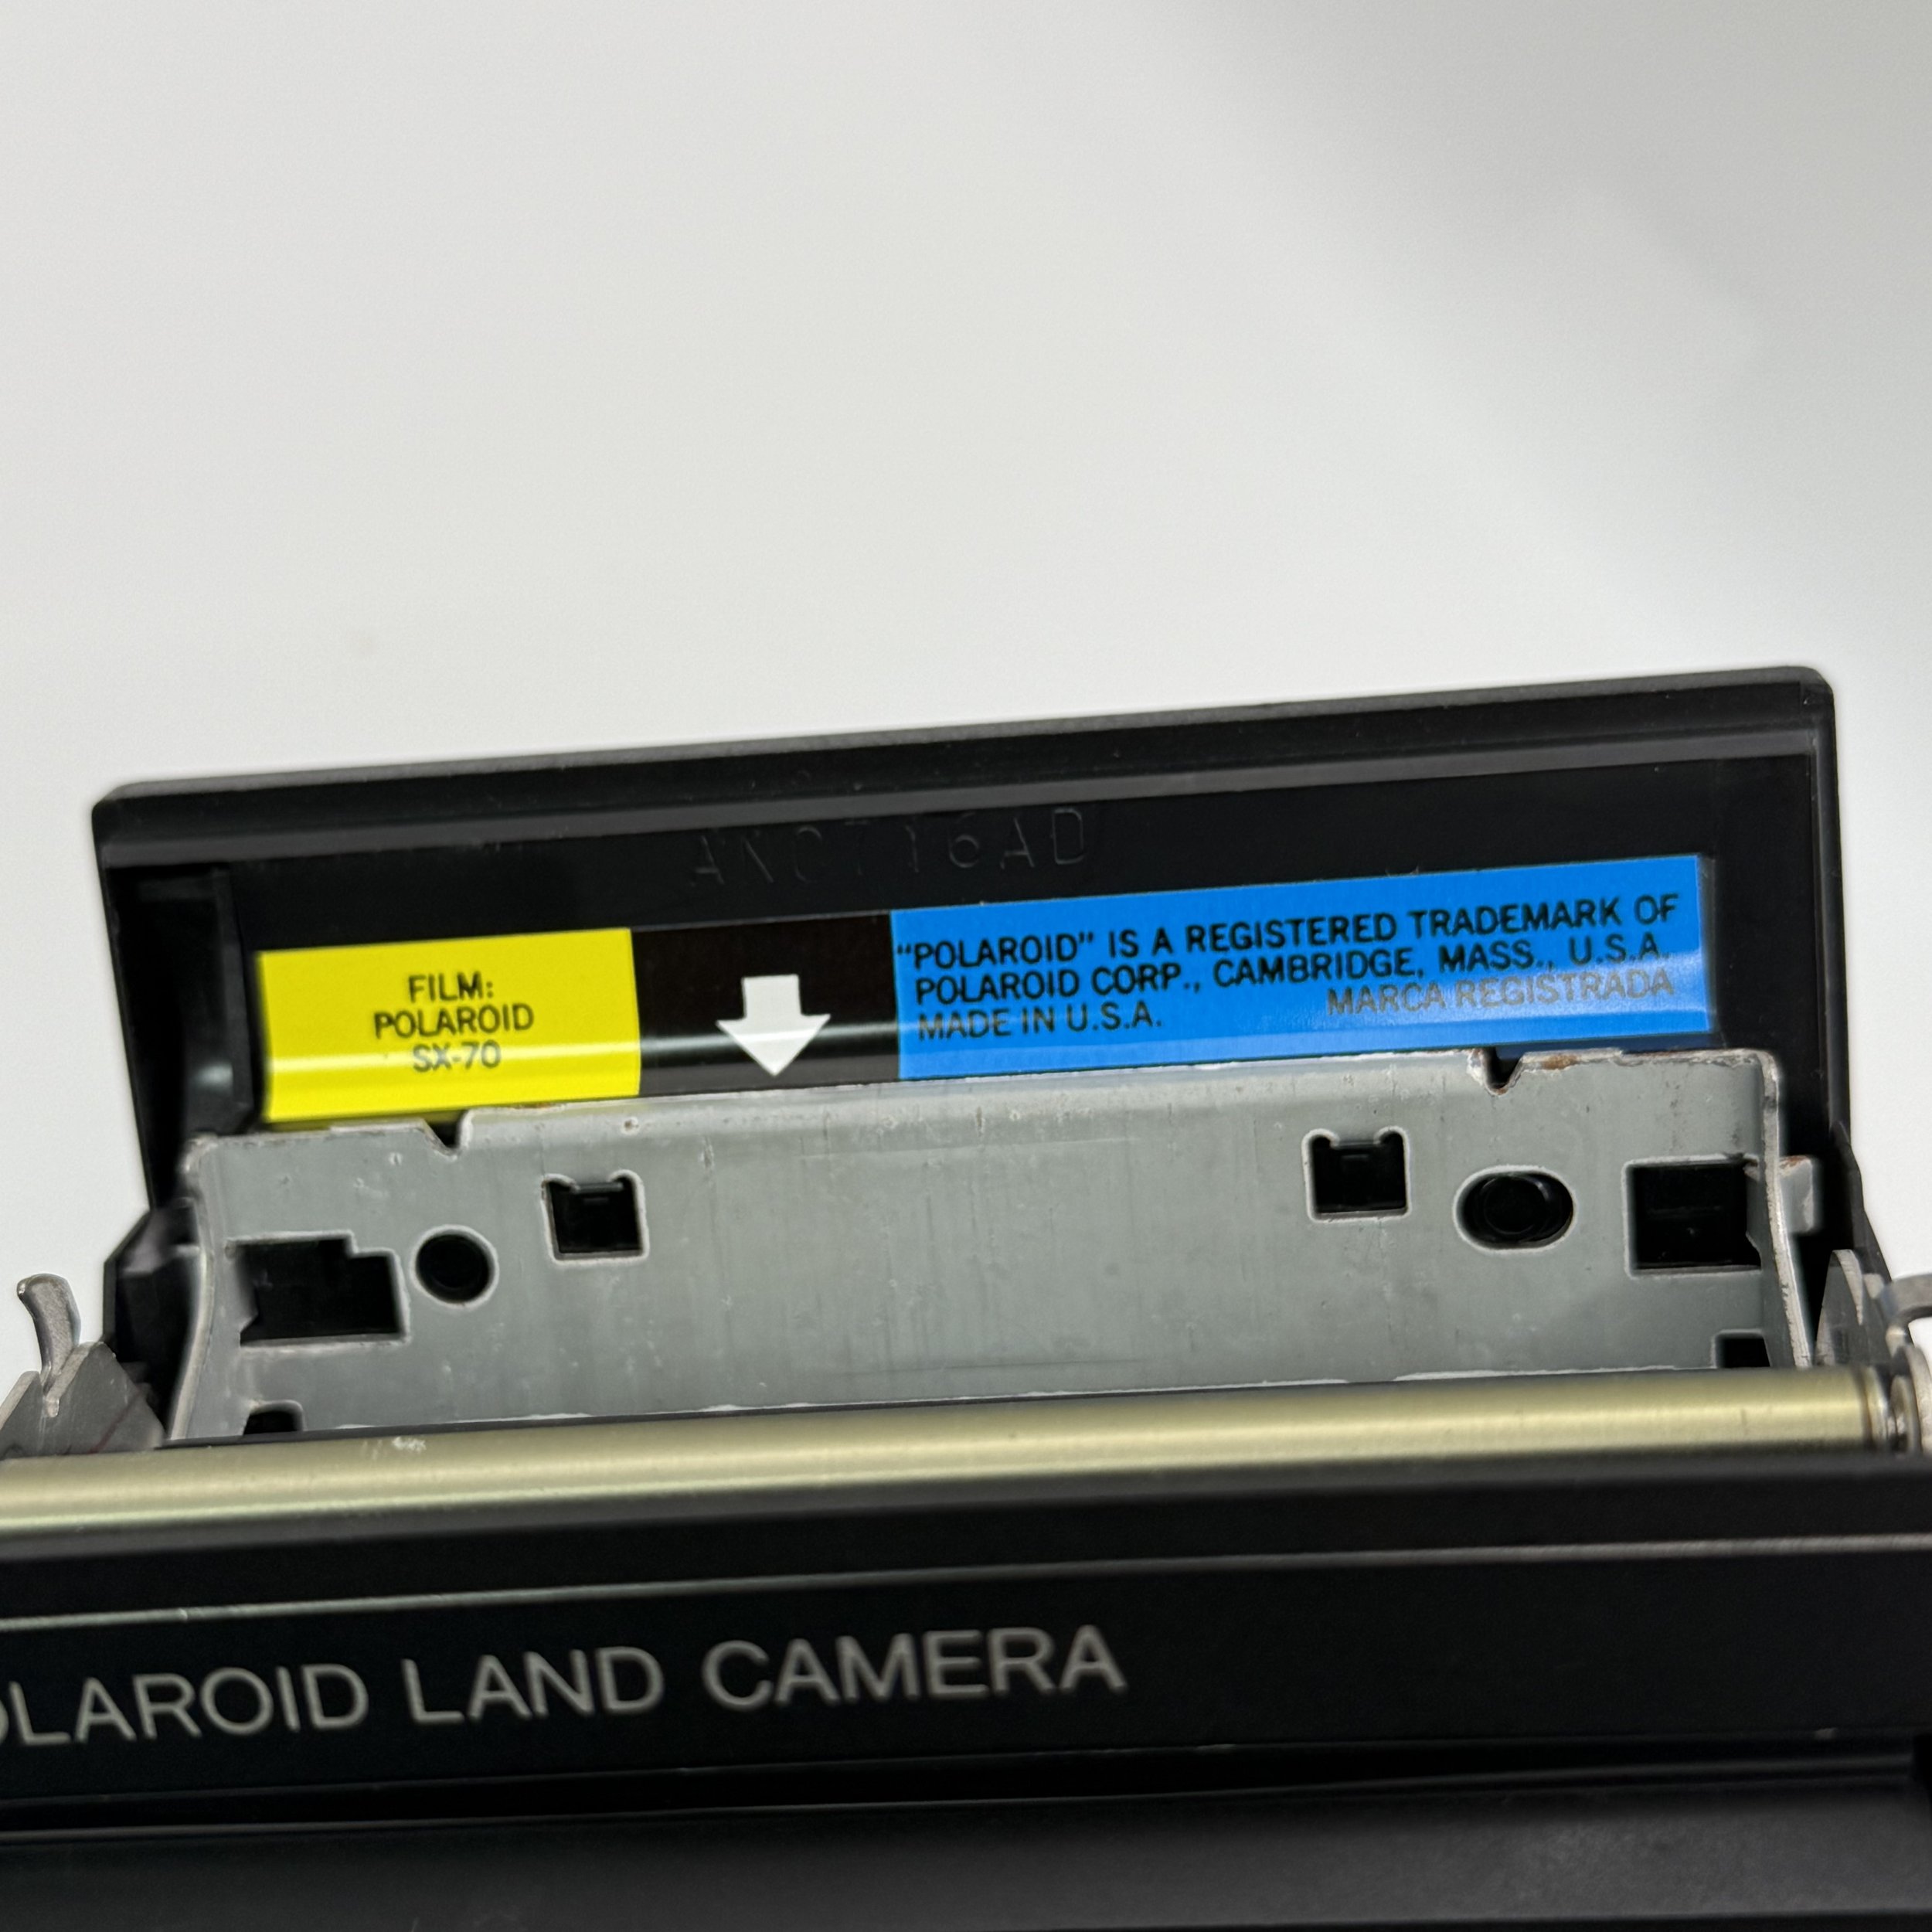 ANC716AD
FILM:
POLAROID
SX-70
"POLAROID" IS A REGISTERED TRADEMARK OF
POLAROID CORP., CAMBRIDGE, MASS., U.S.A.
MARCA REGISTRADA
MADE IN U.S.A.
OLAROID LAND CAMERA